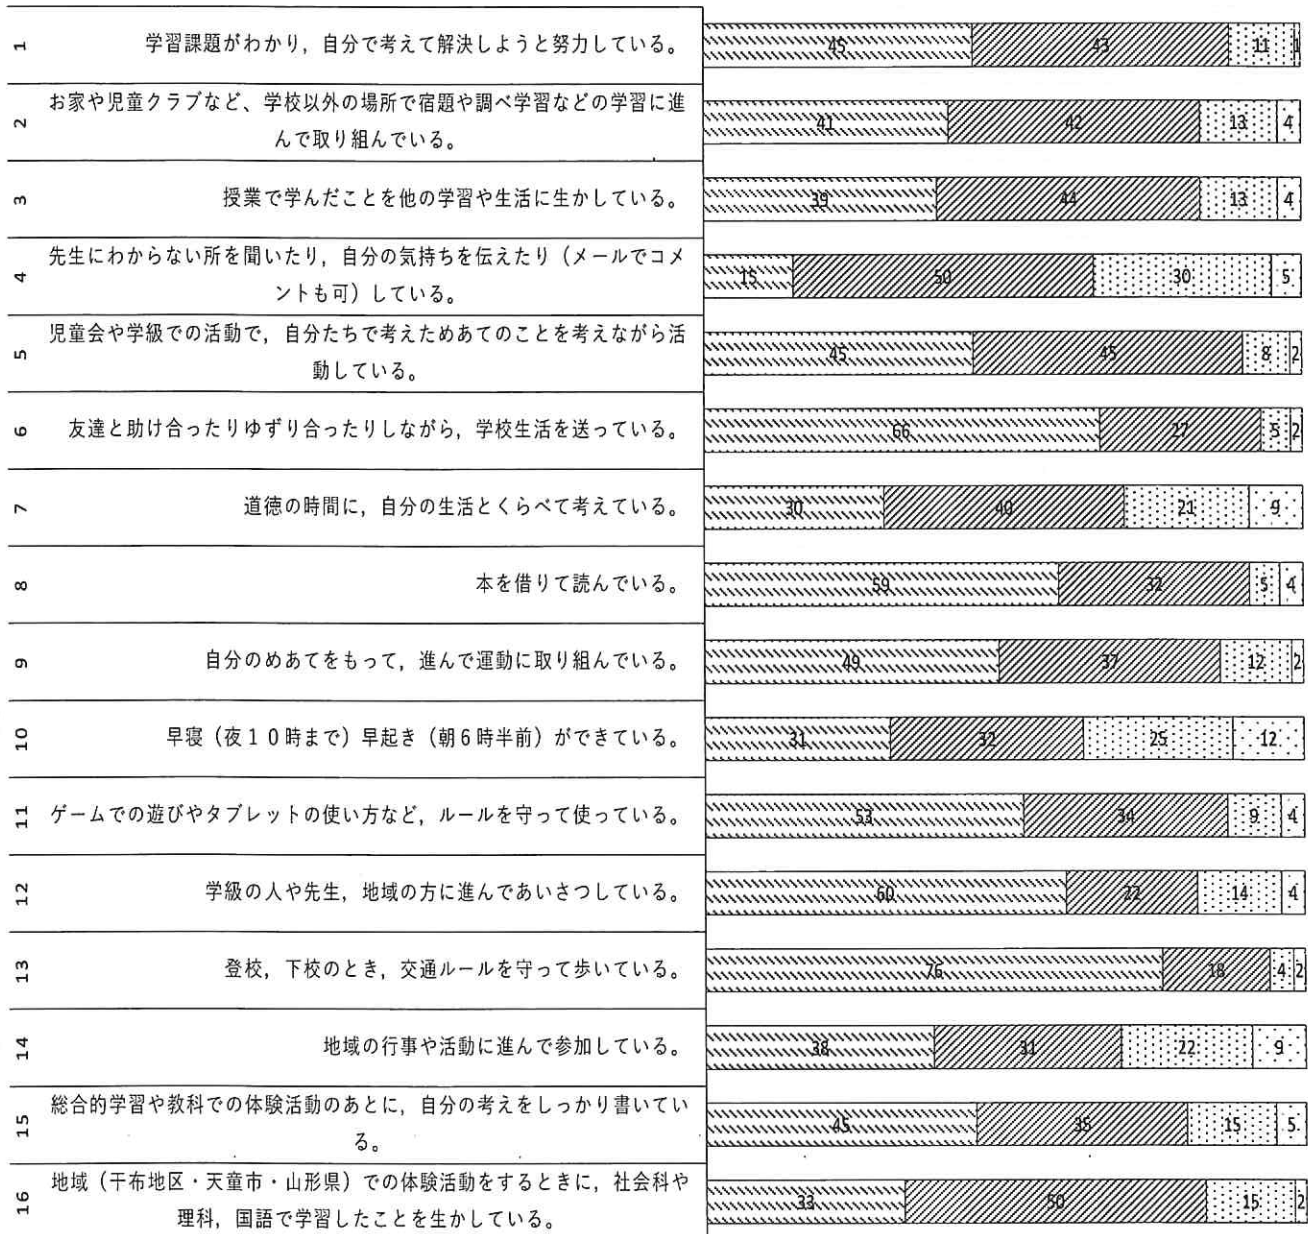 1 学習課題がわかり，自分で考えて解決しようと努力している。 45 43 11 1
お家や児童クラブなど、学校以外の場所で宿題や調べ学習などの学習に進
2 んで取り組んでいる。 41 42 13 4
3 授業で学んだことを他の学習や生活に生かしている。 39 44 13 4
先生にわからない所を聞いたり，自分の気持ちを伝えたり（メールでコメ
4 ントも可）している。 15 50 30 5
児童会や学級での活動で，自分たちで考えためあてのことを考えながら活
5 動している。 45 45 8 2
6 友達と助け合ったりゆずり合ったりしながら，学校生活を送っている。 66 27 5 2
7 道徳の時間に，自分の生活とくらべて考えている。 30 40 21 9
8 本を借りて読んでいる。 59 32 5 4
9 自分のめあてをもって，進んで運動に取り組んでいる。 49 37 12 2
10 早寝（夜１０時まで）早起き（朝６時半前）ができている。 31 32 25 12
11 ゲームでの遊びやタブレットの使い方など，ルールを守って使っている。 53 34 9 4
12 学級の人や先生，地域の方に進んであいさつしている。 60 22 14 4
13 登校，下校のとき，交通ルールを守って歩いている。 76 18 4 2
14 地域の行事や活動に進んで参加している。 38 31 22 9
総合的学習や教科での体験活動のあとに，自分の考えをしっかり書いてい
15 る。 45 35 15 5
地域（干布地区・天童市・山形県）での体験活動をするときに，社会科や
16 理科，国語で学習したことを生かしている。 33 50 15 2